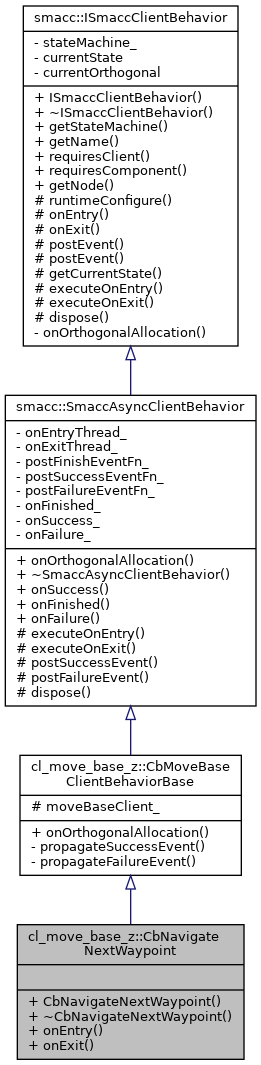 smacc::ISmaccClientBehavior
- stateMachine_
- currentState
- currentOrthogonal
+ ISmaccClientBehavior()
+ ~ISmaccClientBehavior()
+ getStateMachine()
+ getName()
+ requiresClient()
+ requiresComponent()
+ getNode()
# runtimeConfigure()
# onEntry()
# onExit()
# postEvent()
# postEvent()
# getCurrentState()
# executeOnEntry()
# executeOnExit()
# dispose()
- onOrthogonalAllocation()
smacc::SmaccAsyncClientBehavior
- onEntryThread_
- onExitThread_
- postFinishEventFn_
- postSuccessEventFn_
- postFailureEventFn_
- onFinished_
- onSuccess_
- onFailure_
+ onOrthogonalAllocation()
+ ~SmaccAsyncClientBehavior()
+ onSuccess()
+ onFinished()
+ onFailure()
# executeOnEntry()
# executeOnExit()
# postSuccessEvent()
# postFailureEvent()
# dispose()
cl_move_base_z::CbMoveBase
ClientBehaviorBase
# moveBaseClient_
+ onOrthogonalAllocation()
- propagateSuccessEvent()
- propagateFailureEvent()
cl_move_base_z::CbNavigate
NextWaypoint
+ CbNavigateNextWaypoint()
+ ~CbNavigateNextWaypoint()
+ onEntry()
+ onExit()